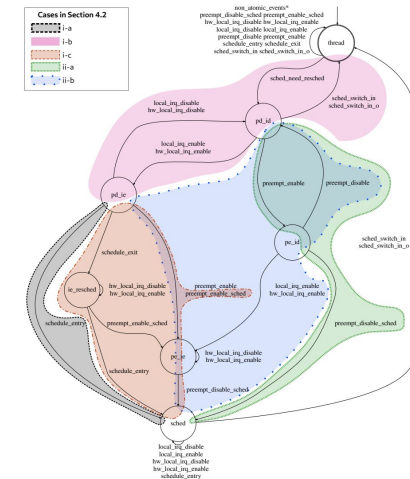 Cases in Section 4.2
i-a
i-b
i-c
ii-a
ii-b
non_atomic_events*
preempt_disable_sched preempt_enable_sched
hw_local_irq_disable hw_local_irq_enable
local_irq_disable local_irq_enable
preempt_disable preempt_enable
schedule_entry schedule_exit
sched_switch_in sched_switch_in_o
thread
sched_need_resched
sched_switch_in
sched_switch_in_o
local_irq_disable
hw_local_irq_disable
pd_id
local_irq_enable
hw_local_irq_enable
preempt_enable
preempt_disable
pd_ie
pe_id
sched_switch_in
sched_switch_in_o
schedule_exit
ie_resched
hw_local_irq_disable
hw_local_irq_enable
preempt_enable
preempt_enable_sched
local_irq_enable
hw_local_irq_enable
schedule_entry
preempt_enable_sched
preempt_disable_sched
pe_ie
hw_local_irq_disable
hw_local_irq_enable
schedule_entry
preempt_disable_sched
sched
local_irq_disable
local_irq_enable
hw_local_irq_disable
hw_local_irq_enable
schedule_entry